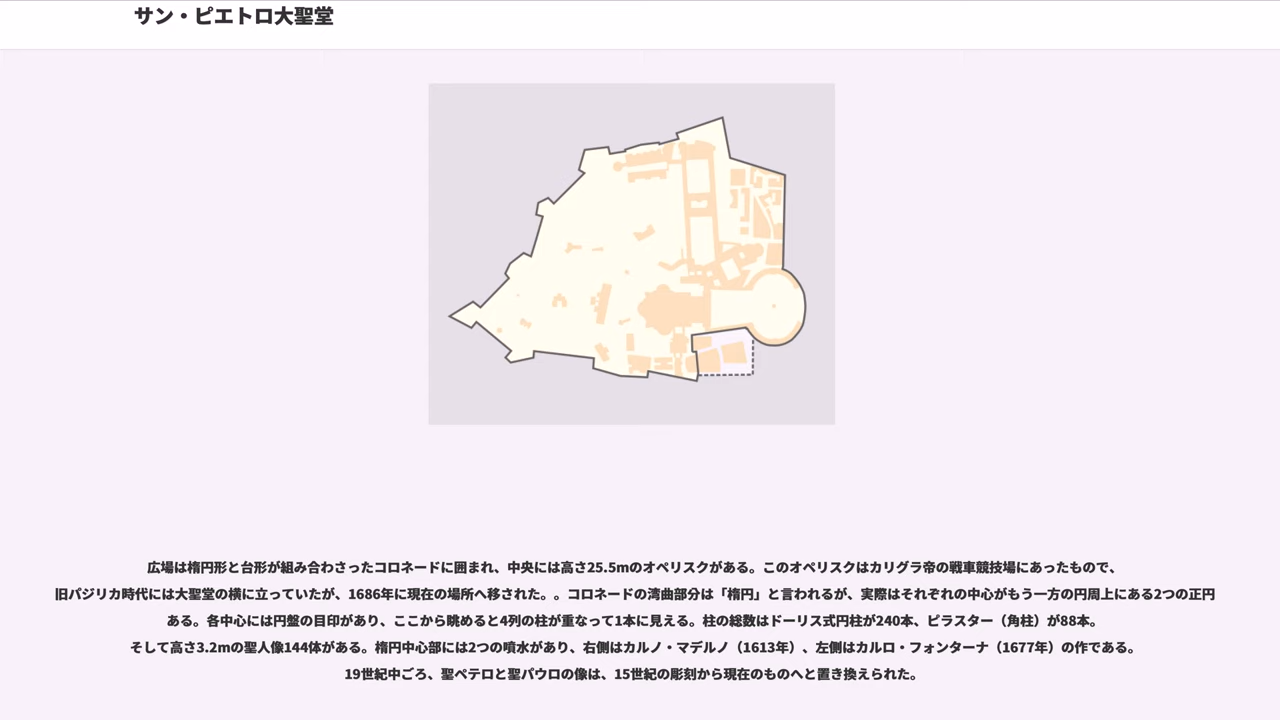 サン・ピエトロ大聖堂
広場は楕円形と台形が組み合わさったコロネードに囲まれ、中央には高さ25.5mのオベリスクがある。このオベリスクはカリグラ帝の戦車競技場にあったもので、
旧バジリカ時代には大聖堂の横に立っていたが、1686年に現在の場所へ移された。。コロネードの湾曲部分は「楕円」と言われるが、実際はそれぞれの中心がもう一方の円周上にある2つの正円
ある。各中心には円盤の目印があり、ここから眺めると4列の柱が重なって1本に見える。柱の総数はドーリス式円柱が240本、ピラスター（角柱）が88本。
そして高さ3.2mの聖人像144体がある。楕円中心部には2つの噴水があり、右側はカルノ・マデルノ（1613年）、左側はカルロ・フォンターナ（1677年）の作である。
19世紀中ごろ、聖ペテロと聖パウロの像は、15世紀の彫刻から現在のものへと置き換えられた。